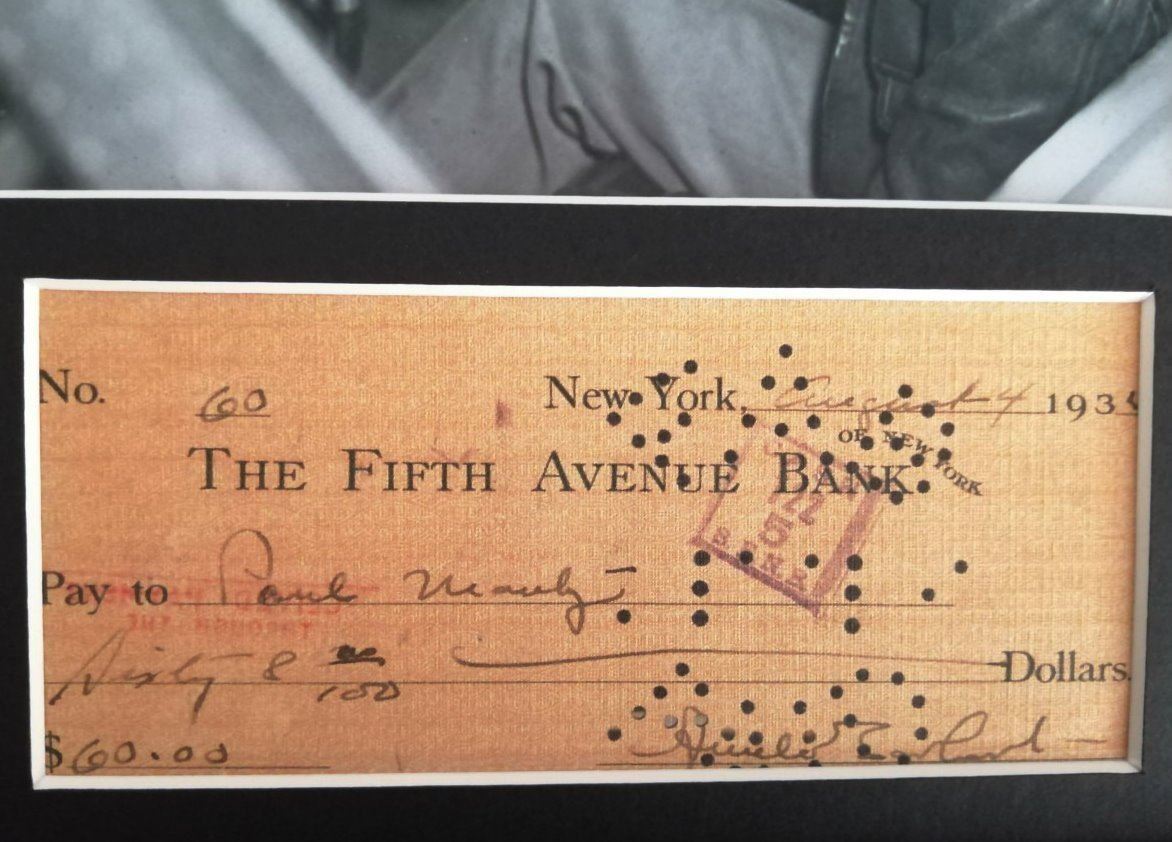 No. 60 New York, August 4 193
THE FIFTH AVENUE BANK
OF NEW YORK
Pay to Paul
Sixty & 00/100 Dollars.
$60.00